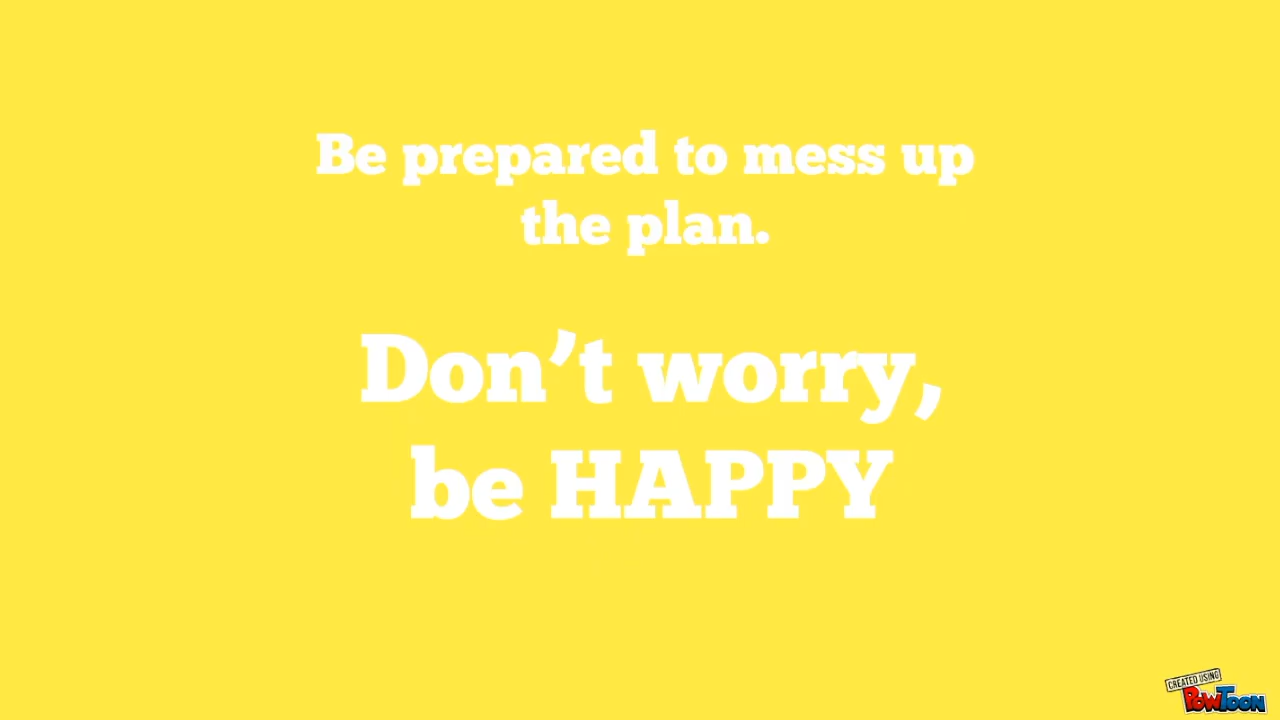 Be prepared to mess up
the plan.
Don’t worry,
be HAPPY
CREATED USING
POWTOON